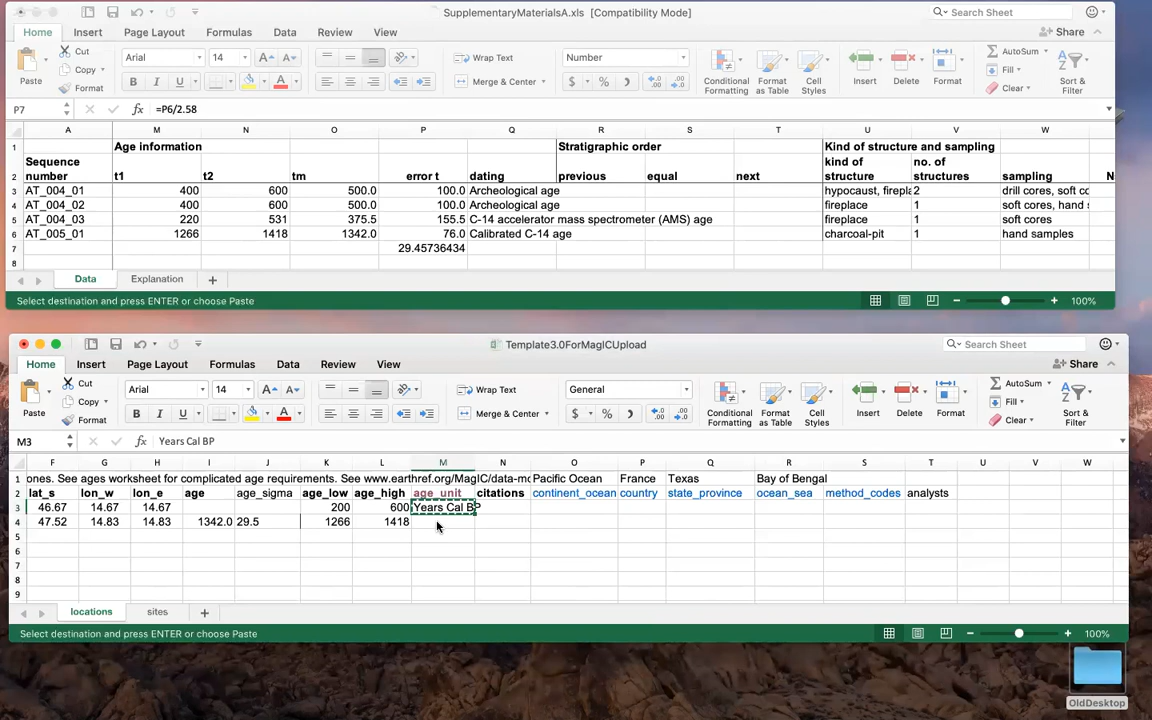 SupplementaryMaterialsA.xls [Compatibility Mode]
Search Sheet
Home Insert Page Layout Formulas Data Review View
Share
Paste
Cut
Copy
Format
Arial 14
B I U
Wrap Text
Merge & Center
Number
Conditional Formatting
Format as Table
Cell Styles
Insert
Delete
Format
AutoSum
Fill
Clear
Sort & Filter
P7 fx =P6/2.58
A M N O P Q R S T U V W
1 Age information Stratigraphic order Kind of structure and sampling
Sequence kind of no. of
2 number t1 t2 tm error t dating previous equal next structure structures sampling N
3 AT_004_01 400 600 500.0 100.0 Archeological age hypocaust, firepla 2 drill cores, soft co
4 AT_004_02 400 600 500.0 100.0 Archeological age fireplace 1 soft cores, hand s
5 AT_004_03 220 531 375.5 155.5 C-14 accelerator mass spectrometer (AMS) age fireplace 1 soft cores
6 AT_005_01 1266 1418 1342.0 76.0 Calibrated C-14 age charcoal-pit 1 hand samples
7 29.45736434
8
Data Explanation +
Select destination and press ENTER or choose Paste
100%
Template3.0ForMagICUpload
Search Sheet
Home Insert Page Layout Formulas Data Review View
Share
Paste
Cut
Copy
Format
Arial 14
B I U
Wrap Text
Merge & Center
General
Conditional Formatting
Format as Table
Cell Styles
Insert
Delete
Format
AutoSum
Fill
Clear
Sort & Filter
M3 fx Years Cal BP
F G H I J K L M N O P Q R S T U V W
1 ones. See ages worksheet for complicated age requirements. See www.earthref.org/MagIC/data-mo Pacific Ocean France Texas Bay of Bengal
2 lat_s lon_w lon_e age age_sigma age_low age_high age_unit citations continent_ocean country state_province ocean_sea method_codes analysts
3 46.67 14.67 14.67 200 600 Years Cal BP
4 47.52 14.83 14.83 1342.0 29.5 1266 1418
5
6
7
8
9
locations sites +
Select destination and press ENTER or choose Paste
100%
OldDesktop